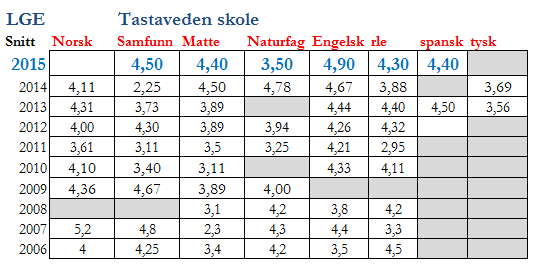 LGE Tastaveden skole
Snitt Norsk Samfunn Matte Naturfag Engelsk rle spansk tysk
2015 4,50 4,40 3,50 4,90 4,30 4,40
2014 4,11 2,25 4,50 4,78 4,67 3,88 3,69
2013 4,31 3,73 3,89 4,44 4,40 4,50 3,56
2012 4,00 4,30 3,89 3,94 4,26 4,32
2011 3,61 3,11 3,5 3,25 4,21 2,95
2010 4,10 3,40 3,11 4,33 4,11
2009 4,36 4,67 3,89 4,00
2008 3,1 4,2 3,8 4,2
2007 5,2 4,8 2,3 4,3 4,4 3,3
2006 4 4,25 3,4 4,2 3,5 4,5